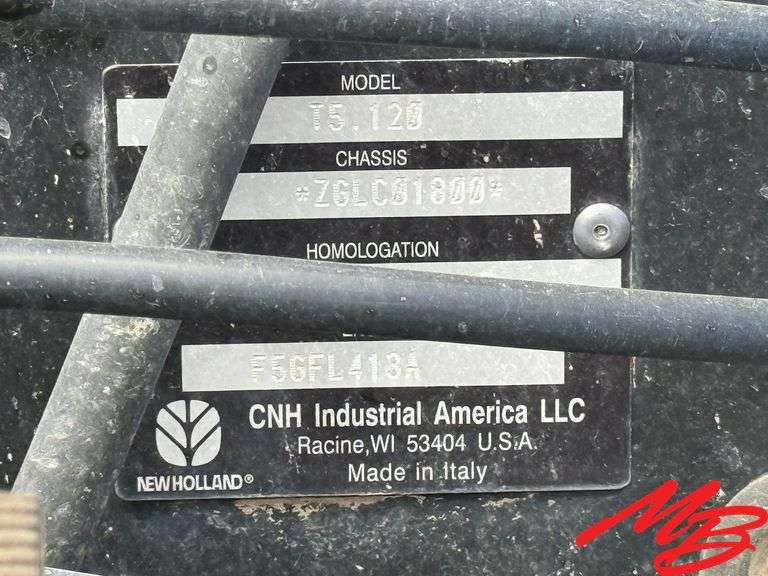 MODEL
T5.120
CHASSIS
*ZGLC01800*
HOMOLOGATION
F5GFL413A
CNH Industrial America LLC
Racine, WI 53404 U.S.A.
NEW HOLLAND®
Made in Italy
MB